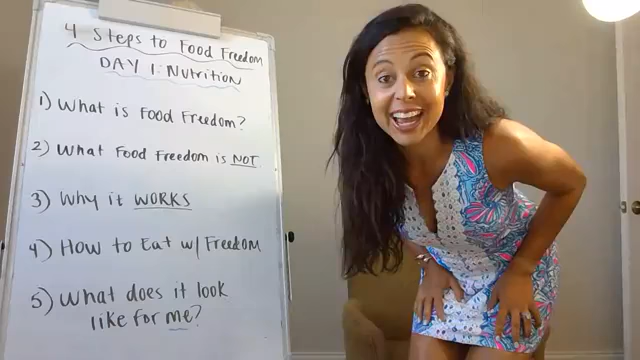 4 Steps to Food Freedom
DAY 1: Nutrition
1) What is Food Freedom?
2) What Food Freedom is NOT
3) Why it WORKS
4) How to Eat w/ Freedom
5) What does it look
like for me?